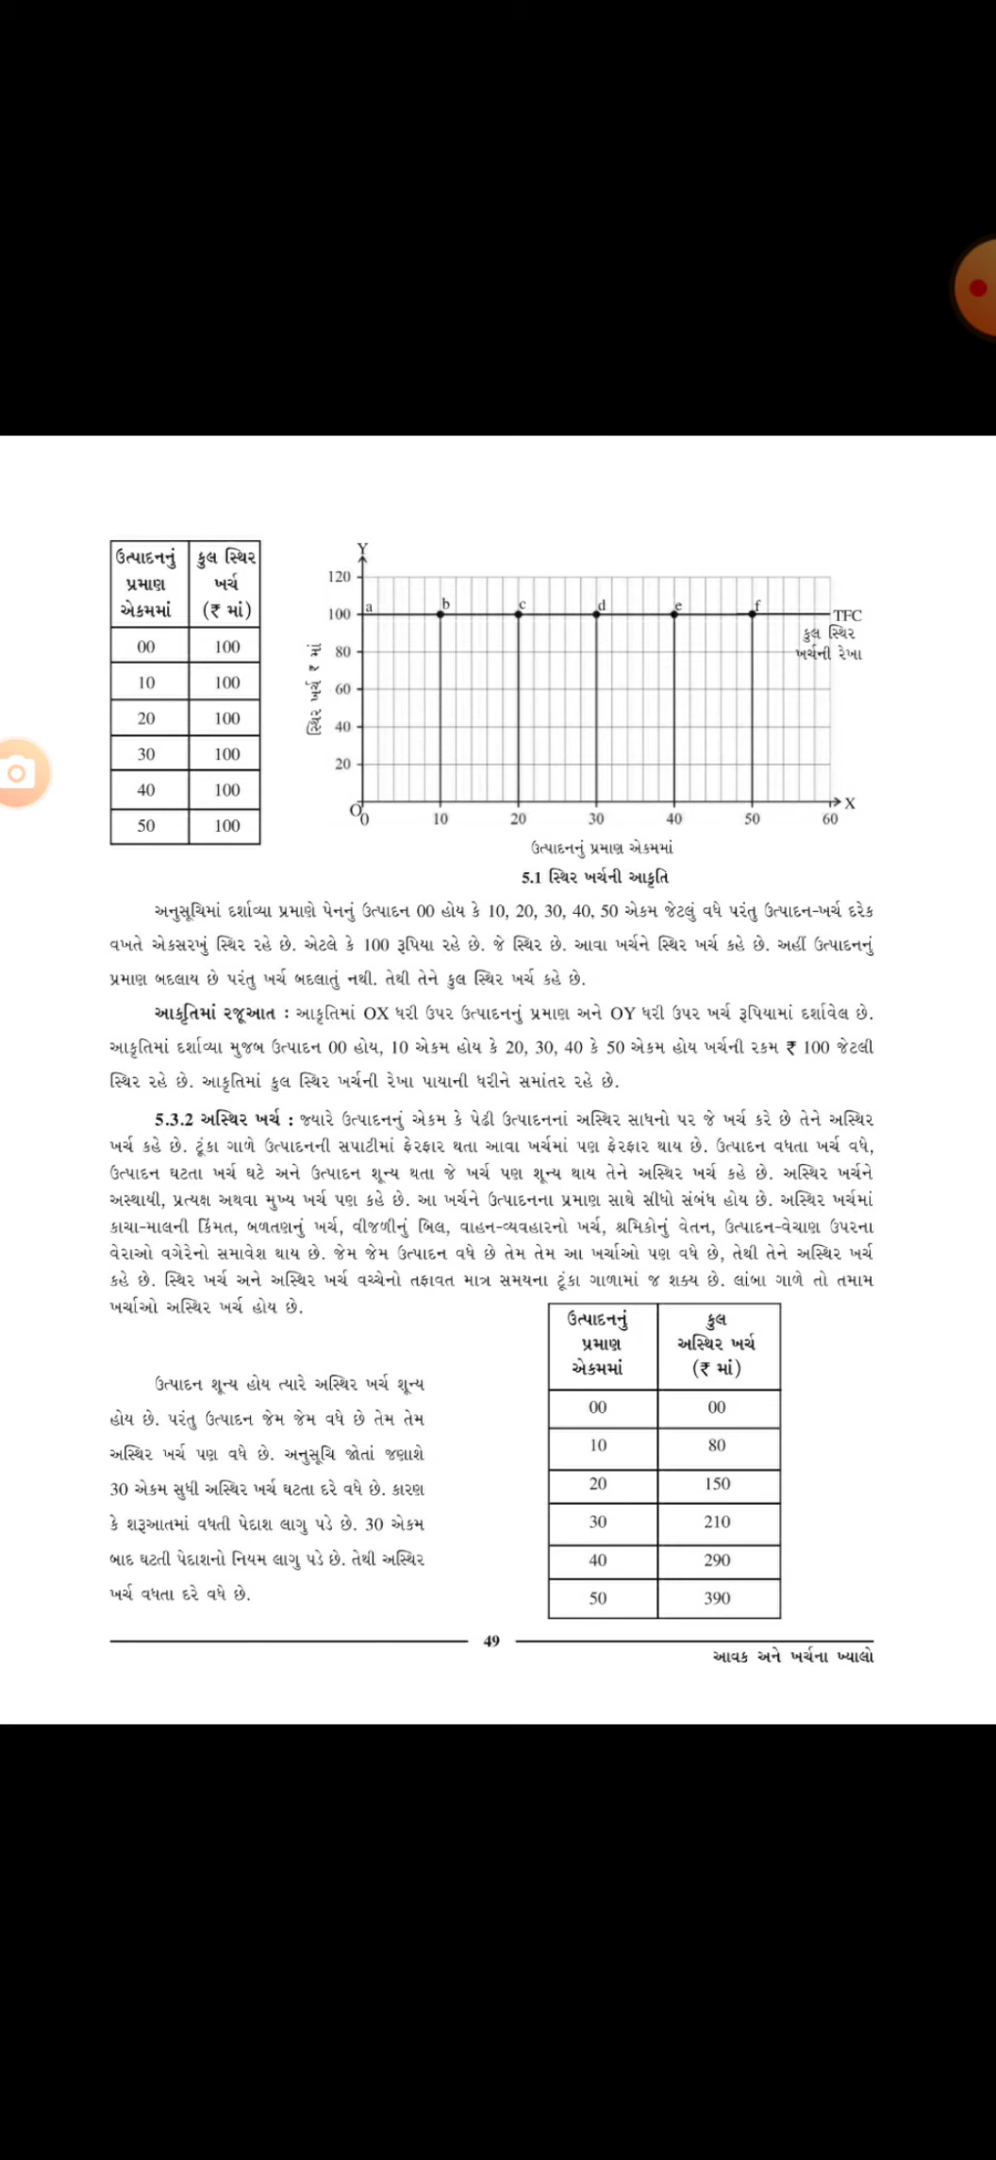 ઉત્પાદનનું કુલ સ્થિર
પ્રમાણ ખર્ચ
એકમમાં (₹ માં)
00 100
10 100
20 100
30 100
40 100
50 100
Y
120
100
80
60
40
20
સ્થિર ખર્ચ ₹ માં
a b c d e f
TFC
કુલ સ્થિર
ખર્ચની રેખા
O
0 10 20 30 40 50 60
X
ઉત્પાદનનું પ્રમાણ એકમમાં
5.1 સ્થિર ખર્ચની આકૃતિ
અનુસૂચિમાં દર્શાવ્યા પ્રમાણે પેનનું ઉત્પાદન 00 હોય કે 10, 20, 30, 40, 50 એકમ જેટલું વધે પરંતુ ઉત્પાદન-ખર્ચ દરેક
વખતે એકસરખું સ્થિર રહે છે. એટલે કે 100 રૂપિયા રહે છે. જે સ્થિર છે. આવા ખર્ચને સ્થિર ખર્ચ કહે છે. અહીં ઉત્પાદનનું
પ્રમાણ બદલાય છે પરંતુ ખર્ચ બદલાતું નથી. તેથી તેને કુલ સ્થિર ખર્ચ કહે છે.
આકૃતિમાં રજૂઆત : આકૃતિમાં OX ધરી ઉપર ઉત્પાદનનું પ્રમાણ અને OY ધરી ઉપર ખર્ચ રૂપિયામાં દર્શાવેલ છે.
આકૃતિમાં દર્શાવ્યા મુજબ ઉત્પાદન 00 હોય, 10 એકમ હોય કે 20, 30, 40 કે 50 એકમ હોય ખર્ચની રકમ ₹ 100 જેટલી
સ્થિર રહે છે. આકૃતિમાં કુલ સ્થિર ખર્ચની રેખા પાયાની ધરીને સમાંતર રહે છે.
5.3.2 અસ્થિર ખર્ચ : જ્યારે ઉત્પાદનનું એકમ કે પેઢી ઉત્પાદનનાં અસ્થિર સાધનો પર જે ખર્ચ કરે છે તેને અસ્થિર
ખર્ચ કહે છે. ટૂંકા ગાળે ઉત્પાદનની સપાટીમાં ફેરફાર થતા આવા ખર્ચમાં પણ ફેરફાર થાય છે. ઉત્પાદન વધતા ખર્ચ વધે,
ઉત્પાદન ઘટતા ખર્ચ ઘટે અને ઉત્પાદન શૂન્ય થતા જે ખર્ચ પણ શૂન્ય થાય તેને અસ્થિર ખર્ચ કહે છે. અસ્થિર ખર્ચને
અસ્થાયી, પ્રત્યક્ષ અથવા મુખ્ય ખર્ચ પણ કહે છે. આ ખર્ચને ઉત્પાદનના પ્રમાણ સાથે સીધો સંબંધ હોય છે. અસ્થિર ખર્ચમાં
કાચા-માલની કિંમત, બળતણનું ખર્ચ, વીજળીનું બિલ, વાહન-વ્યવહારનો ખર્ચ, શ્રમિકોનું વેતન, ઉત્પાદન-વેચાણ ઉપરના
વેરાઓ વગેરેનો સમાવેશ થાય છે. જેમ જેમ ઉત્પાદન વધે છે તેમ તેમ આ ખર્ચાઓ પણ વધે છે, તેથી તેને અસ્થિર ખર્ચ
કહે છે. સ્થિર ખર્ચ અને અસ્થિર ખર્ચ વચ્ચેનો તફાવત માત્ર સમયના ટૂંકા ગાળામાં જ શક્ય છે. લાંબા ગાળે તો તમામ
ખર્ચાઓ અસ્થિર ખર્ચ હોય છે.
ઉત્પાદન શૂન્ય હોય ત્યારે અસ્થિર ખર્ચ શૂન્ય
હોય છે. પરંતુ ઉત્પાદન જેમ જેમ વધે છે તેમ તેમ
અસ્થિર ખર્ચ પણ વધે છે. અનુસૂચિ જોતાં જણાશે
30 એકમ સુધી અસ્થિર ખર્ચ ઘટતા દરે વધે છે. કારણ
કે શરૂઆતમાં વધતી પેદાશ લાગુ પડે છે. 30 એકમ
બાદ ઘટતી પેદાશનો નિયમ લાગુ પડે છે. તેથી અસ્થિર
ખર્ચ વધતા દરે વધે છે.
ઉત્પાદનનું કુલ
પ્રમાણ અસ્થિર ખર્ચ
એકમમાં (₹ માં)
00 00
10 80
20 150
30 210
40 290
50 390
49
આવક અને ખર્ચના ખ્યાલો